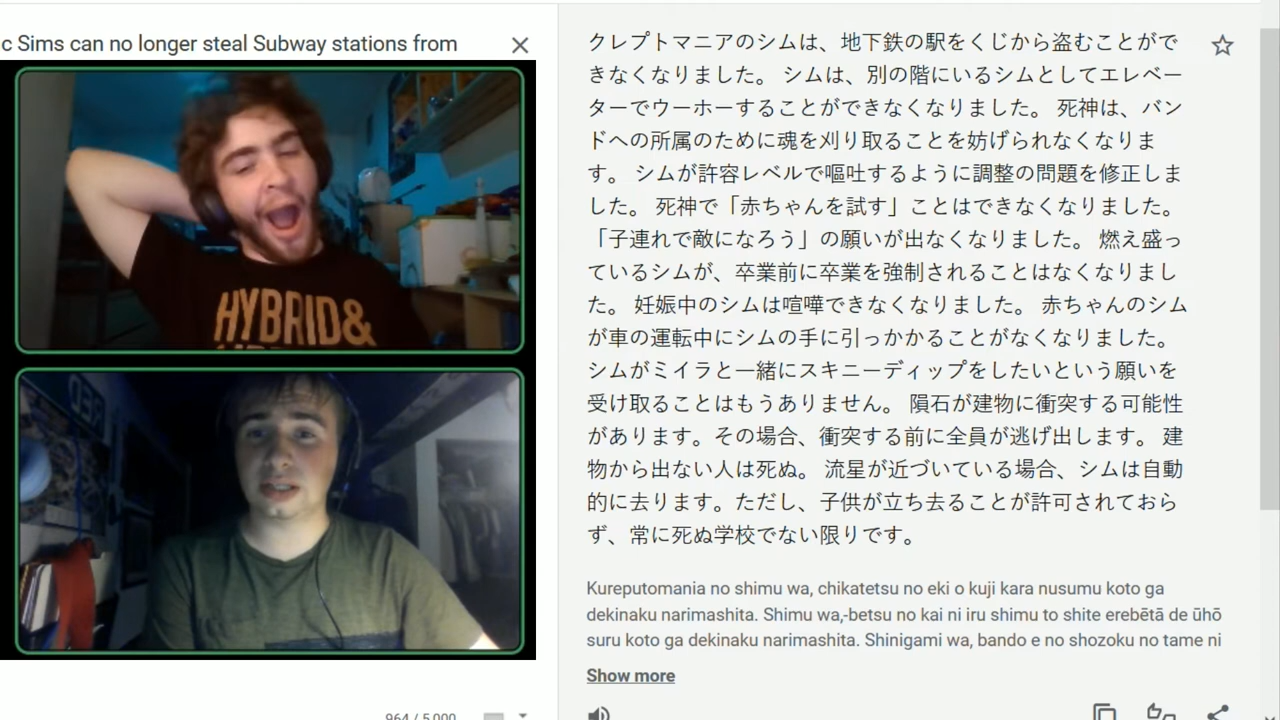 c Sims can no longer steal Subway stations from
HYBRID&
クレプトマニアのシムは、地下鉄の駅をくじから盗むことがで
きなくなりました。 シムは、別の階にいるシムとしてエレベー
ターでウーホーすることができなくなりました。 死神は、バン
ドへの所属のために魂を刈り取ることを妨げられなくなりま
す。 シムが許容レベルで嘔吐するように調整の問題を修正しま
した。 死神で「赤ちゃんを試す」ことはできなくなりました。
「子連れで敵になろう」の願いが出なくなりました。 燃え盛っ
ているシムが、卒業前に卒業を強制されることはなくなりまし
た。 妊娠中のシムは喧嘩できなくなりました。 赤ちゃんのシム
が車の運転中にシムの手に引っかかることがなくなりました。
シムがミイラと一緒にスキニーディップをしたいという願いを
受け取ることはもうありません。 隕石が建物に衝突する可能性
があります。その場合、衝突する前に全員が逃げ出します。 建
物から出ない人は死ぬ。 流星が近づいている場合、シムは自動
的に去ります。ただし、子供が立ち去ることが許可されておら
ず、常に死ぬ学校でない限りです。
Kureputomania no shimu wa, chikatetsu no eki o kuji kara nusumu koto ga
dekinaku narimashita. Shimu wa,-betsu no kai ni iru shimu to shite erebētā de ūhō
suru koto ga dekinaku narimashita. Shinigami wa, bando e no shozoku no tame ni
Show more
964 / 5,000